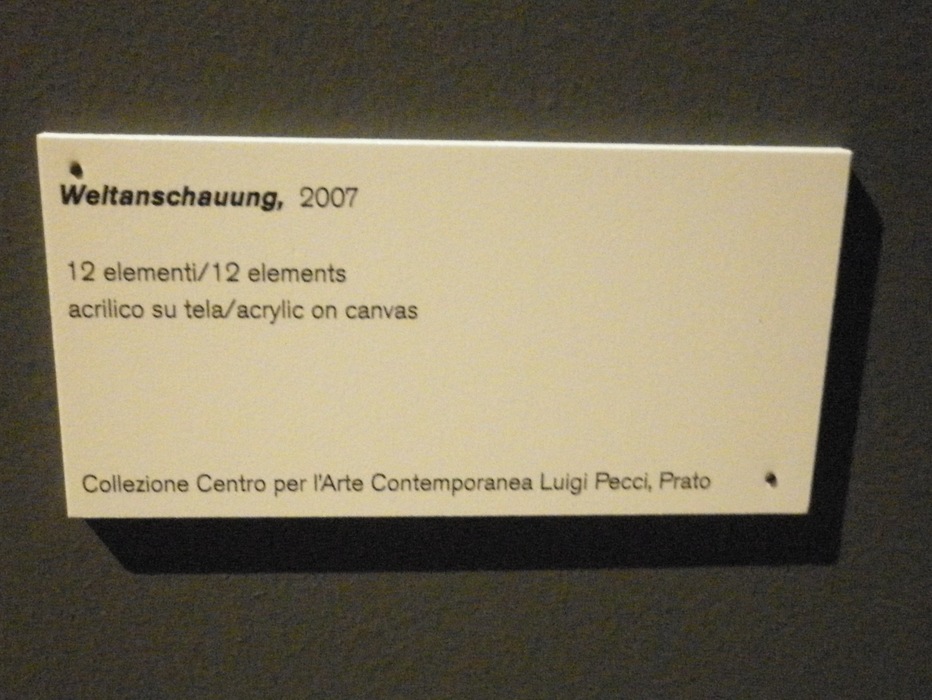 Weltanschauung, 2007
12 elementi/12 elements
acrilico su tela/acrylic on canvas
Collezione Centro per l'Arte Contemporanea Luigi Pecci, Prato